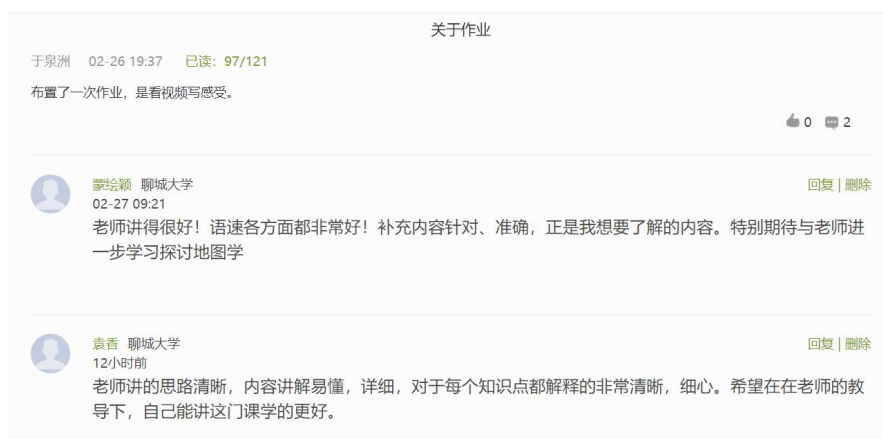 关于作业
于泉洲 02-26 19:37 已读：97/121
布置了一次作业，是看视频写感受。
0 2
蒙绘颖 聊城大学 回复 | 删除
02-27 09:21
老师讲得很好！语速各方面都非常好！补充内容针对、准确，正是我想要了解的内容。特别期待与老师进
一步学习探讨地图学
袁香 聊城大学 回复 | 删除
12小时前
老师讲的思路清晰，内容讲解易懂，详细，对于每个知识点都解释的非常清晰，细心。希望在在老师的教
导下，自己能讲这门课学的更好。